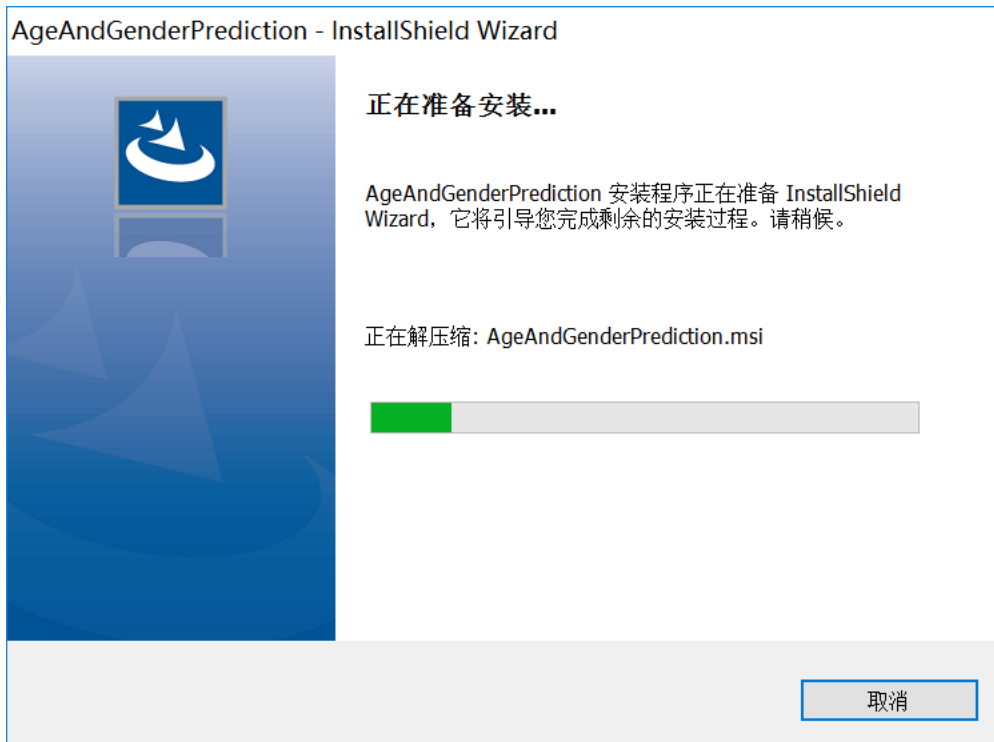 AgeAndGenderPrediction - InstallShield Wizard
正在准备安装...
AgeAndGenderPrediction 安装程序正在准备 InstallShield
Wizard，它将引导您完成剩余的安装过程。请稍候。
正在解压缩: AgeAndGenderPrediction.msi
取消